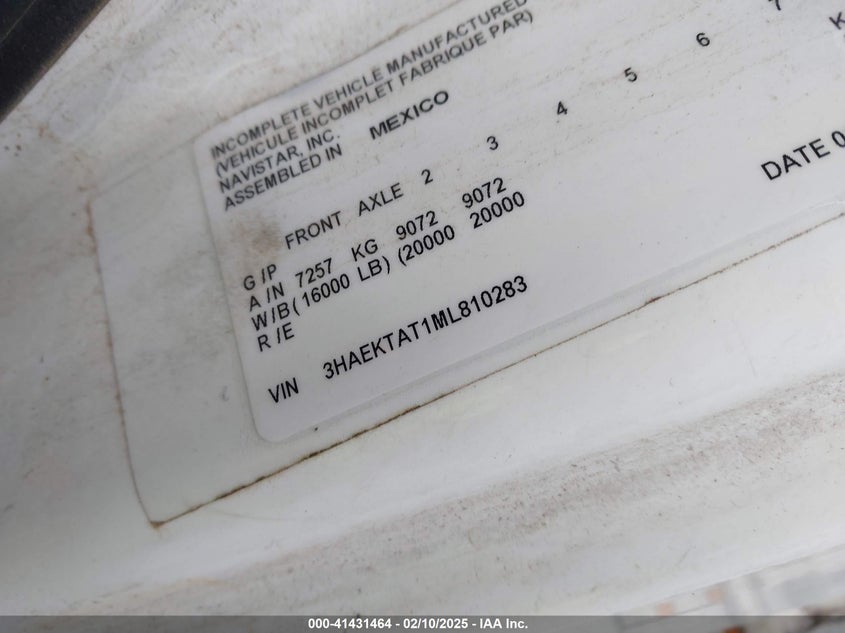 INCOMPLETE VEHICLE MANUFACTURED
(VEHICULE INCOMPLET FABRIQUE PAR)
NAVISTAR, INC.
ASSEMBLED IN MEXICO
G/P FRONT AXLE 2 3 4 5 6 7
A/N 7257 KG 9072 9072
W/B (16000 LB) (20000 20000
R/E
DATE 0
VIN 3HAEKTAT1ML810283
000-41431464 - 02/10/2025 - IAA Inc.